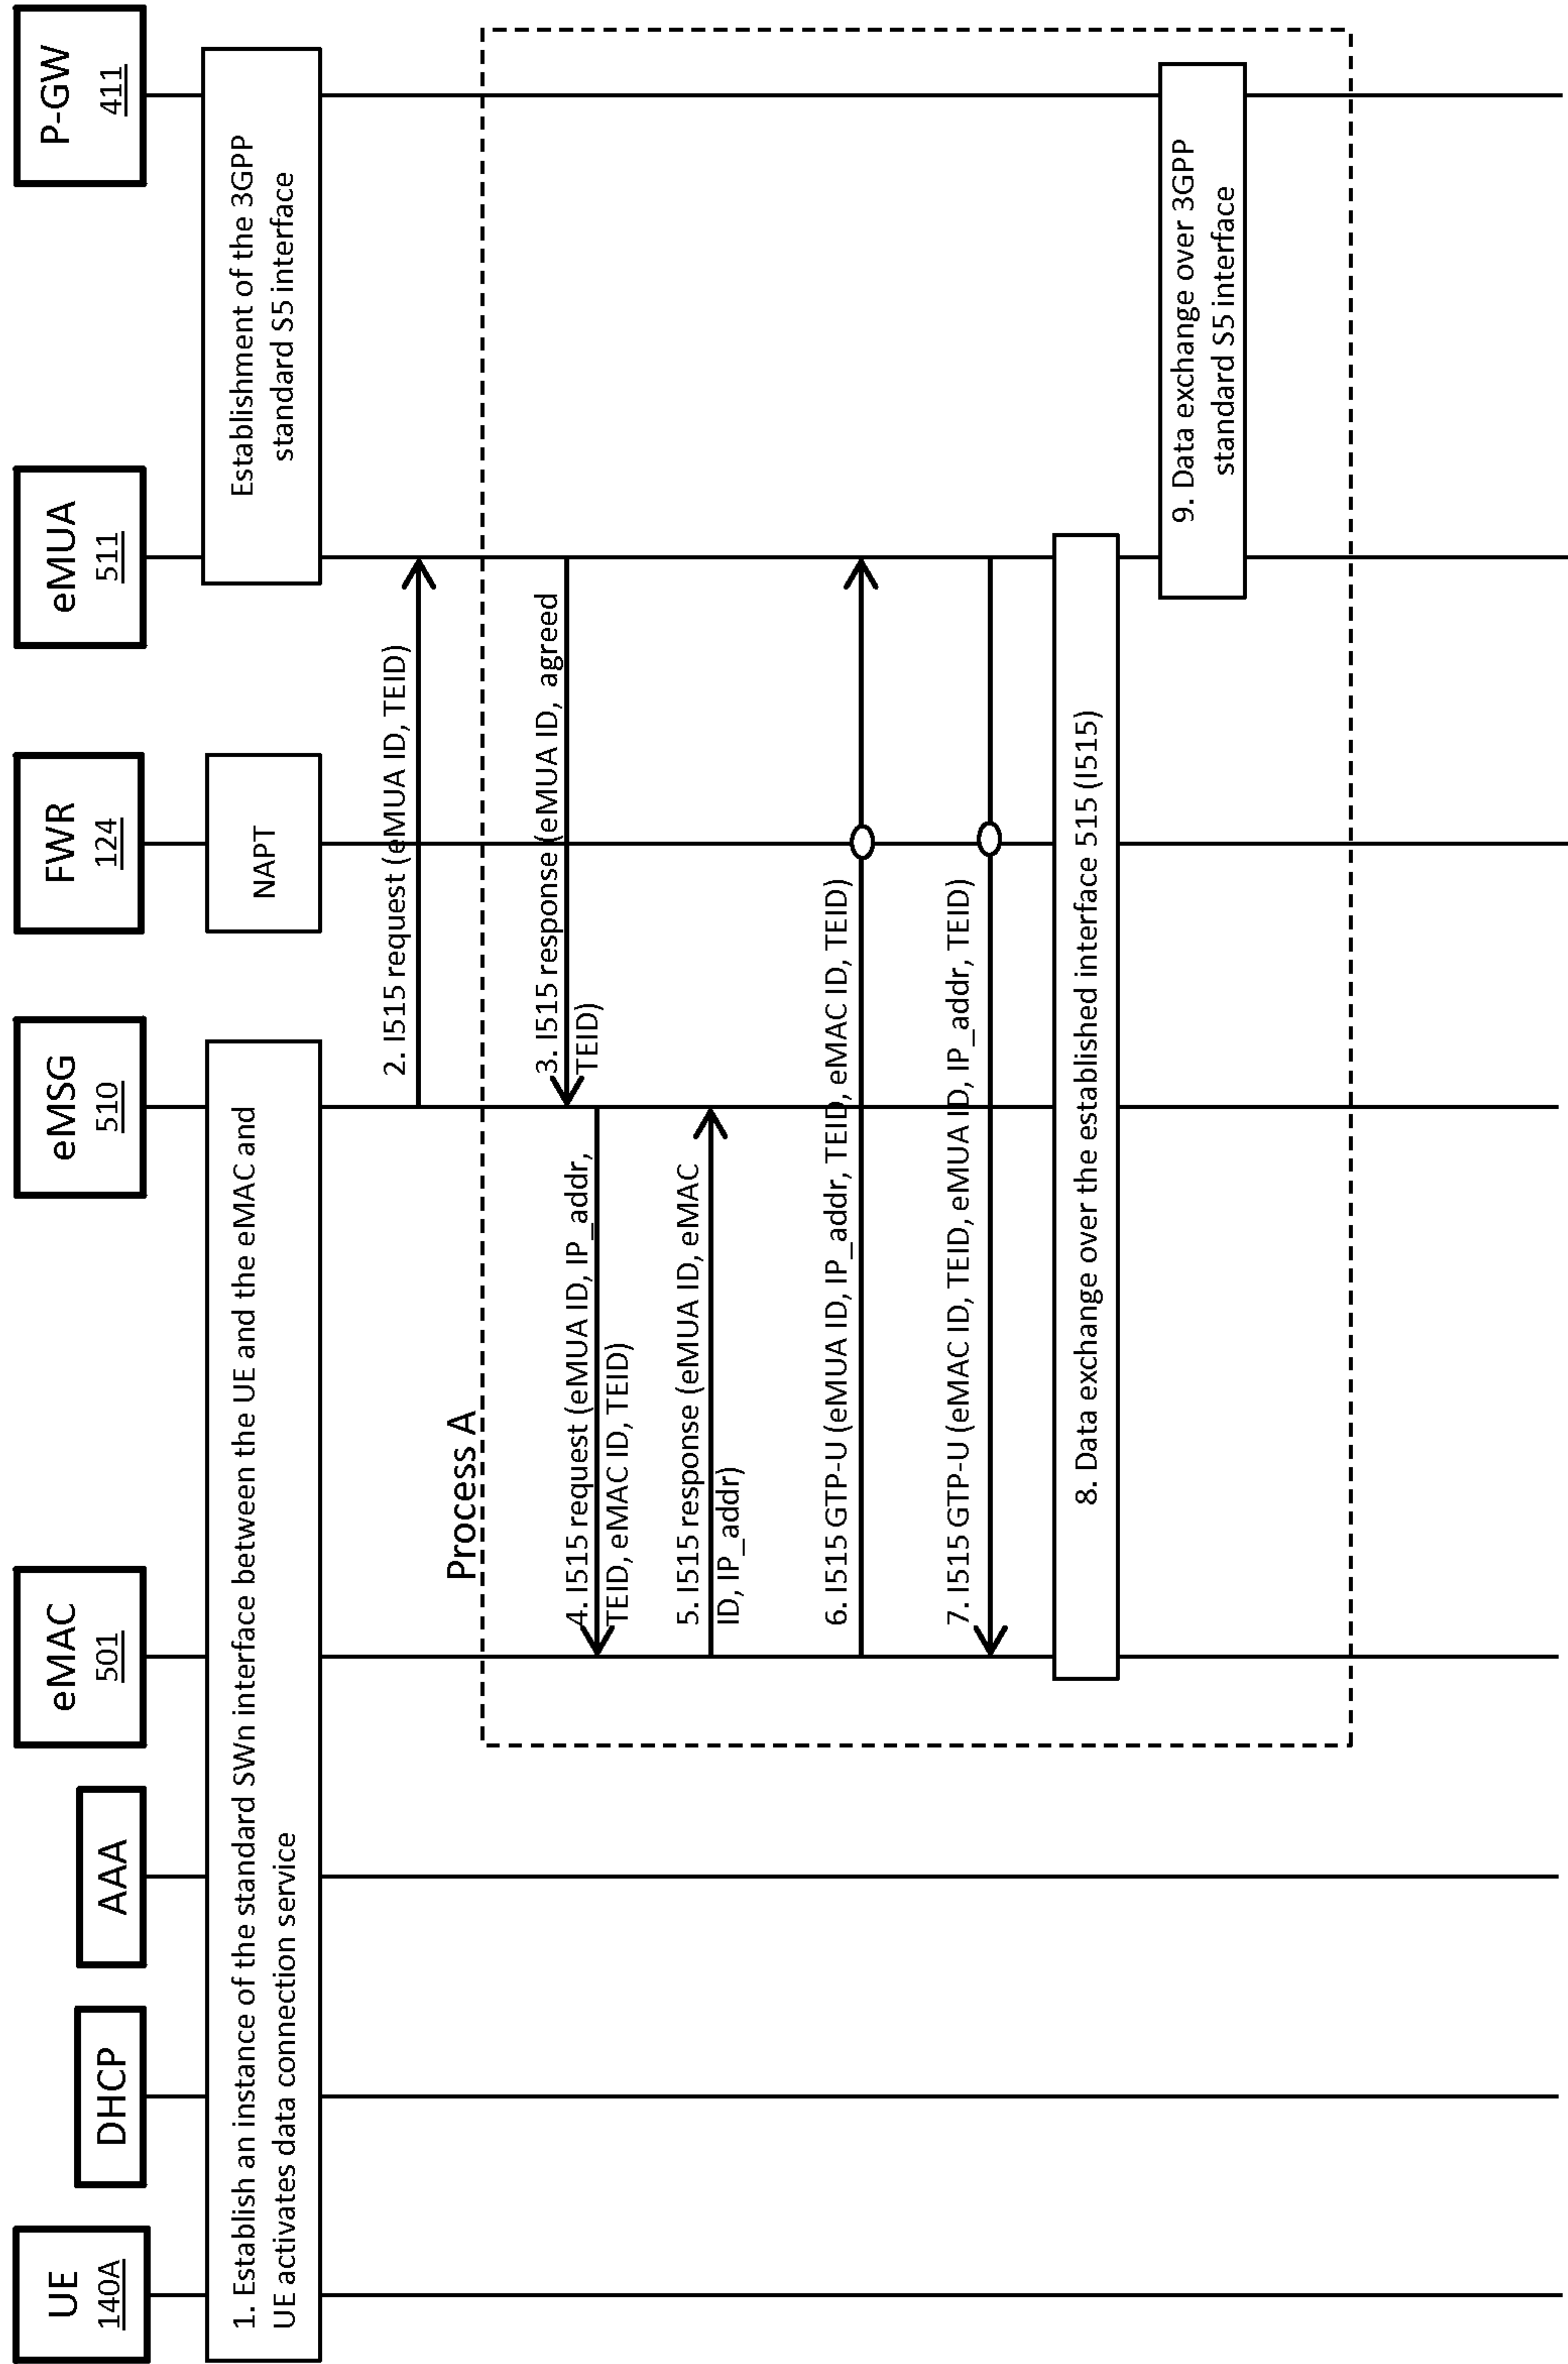 UE
140A
DHCP
AAA
eMAC
501
eMSG
510
FWR
124
eMUA
511
P-GW
411
1. Establish an instance of the standard SWn interface between the UE and the eMAC and
UE activates data connection service
NAPT
Establishment of the 3GPP
standard S5 interface
2. I515 request (eMUA ID, TEID)
Process A
3. I515 response (eMUA ID, agreed
TEID)
4. I515 request (eMUA ID, IP_addr,
TEID, eMAC ID, TEID)
5. I515 response (eMUA ID, eMAC
ID, IP_addr)
6. I515 GTP-U (eMUA ID, IP_addr, TEID, eMAC ID, TEID)
7. I515 GTP-U (eMAC ID, TEID, eMUA ID, IP_addr, TEID)
8. Data exchange over the established interface 515 (I515)
9. Data exchange over 3GPP
standard S5 interface